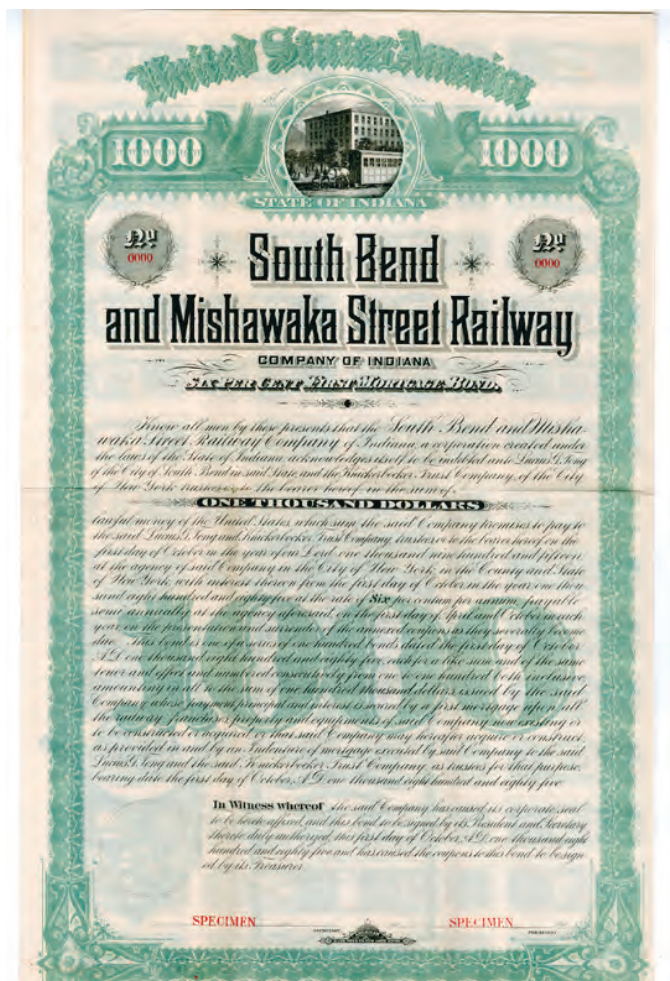 United States America
1000 1000
STATE OF INDIANA
No No
0000 0000
South Bend
and Mishawaka Street Railway
COMPANY OF INDIANA
SIX PER CENT FIRST MORTGAGE BOND.
Know all men by these presents that the South Bend and Misha-
waka Street Railway Company of Indiana, a corporation created under
the laws of the State of Indiana, acknowledges itself to be indebted unto Lucius G. Tong
of the City of South Bend in said State, and the Knickerbocker Trust Company, of the City
of New York trustees or to the bearer hereof in the sum of
ONE THOUSAND DOLLARS
lawful money of the United States, which sum the said Company promises to pay to
the said Lucius G. Tong and Knickerbocker Trust Company, trustees or to the bearer hereof on the
first day of October in the year of our Lord one thousand nine hundred and fifteen,
at the agency of said Company in the City of New York, in the County and State
of New York, with interest thereon from the first day of October in the year one thou-
sand eight hundred and eighty five at the rate of Six per centum per annum, payable
semi annually, at the agency aforesaid, on the first day of April and October in each
year, on the presentation and surrender of the annexed coupons as they severally become
due. This bond is one of a series of one hundred bonds dated the first day of October
A.D. one thousand eight hundred and eighty five, each for a like sum and of the same
tenor and effect and numbered consecutively from one to one hundred both inclusive,
amounting in all to the sum of one hundred thousand dollars issued by the said
Company whose payment principal and interest is secured by a first mortgage upon all
the railway, franchises, property and equipments of said Company now existing or
to be constructed or acquired or that said Company may hereafter acquire or construct,
as provided in and by an Indenture of mortgage executed by said Company to the said
Lucius G. Tong and the said Knickerbocker Trust Company, as trustees for that purpose,
bearing date the first day of October, A.D. one thousand eight hundred and eighty five
In Witness whereof the said Company has caused its corporate seal
to be hereto affixed, and this bond to be signed by its President and Secretary
thereto duly authorized, this first day of October, A.D. one thousand eight
hundred and eighty five and has caused the coupons to this bond to be sign-
ed by its Treasurer.
SPECIMEN SPECIMEN
SECRETARY. PRESIDENT.